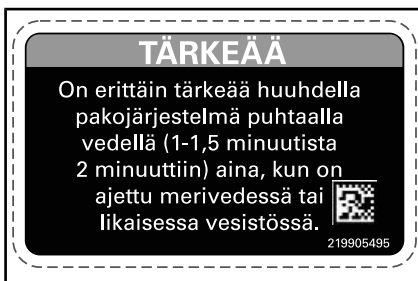 TÄRKEÄÄ
On erittäin tärkeää huuhdella
pakojärjestelmä puhtaalla
vedellä (1-1,5 minuutista
2 minuuttiin) aina, kun on
ajettu merivedessä tai
likaisessa vesistössä.
219905495